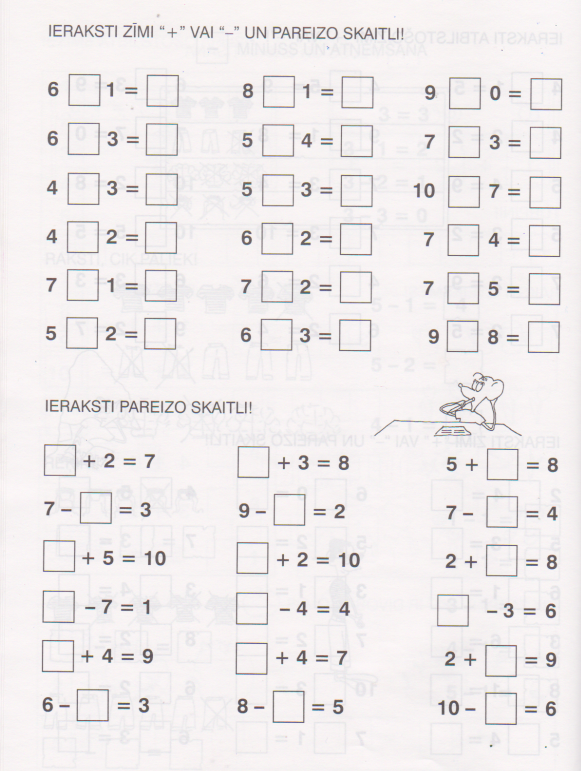 IERAKSTI ZĪMI “+” VAI “–” UN PAREIZO SKAITLI!
6 □ 1 = □ 8 □ 1 = □ 9 □ 0 = □
6 □ 3 = □ 5 □ 4 = □ 7 □ 3 = □
4 □ 3 = □ 5 □ 3 = □ 10 □ 7 = □
4 □ 2 = □ 6 □ 2 = □ 7 □ 4 = □
7 □ 1 = □ 7 □ 2 = □ 7 □ 5 = □
5 □ 2 = □ 6 □ 3 = □ 9 □ 8 = □
IERAKSTI PAREIZO SKAITLI!
□ + 2 = 7 □ + 3 = 8 5 + □ = 8
7 – □ = 3 9 – □ = 2 7 – □ = 4
□ + 5 = 10 □ + 2 = 10 2 + □ = 8
□ – 7 = 1 □ – 4 = 4 □ – 3 = 6
□ + 4 = 9 □ + 4 = 7 2 + □ = 9
6 – □ = 3 8 – □ = 5 10 – □ = 6